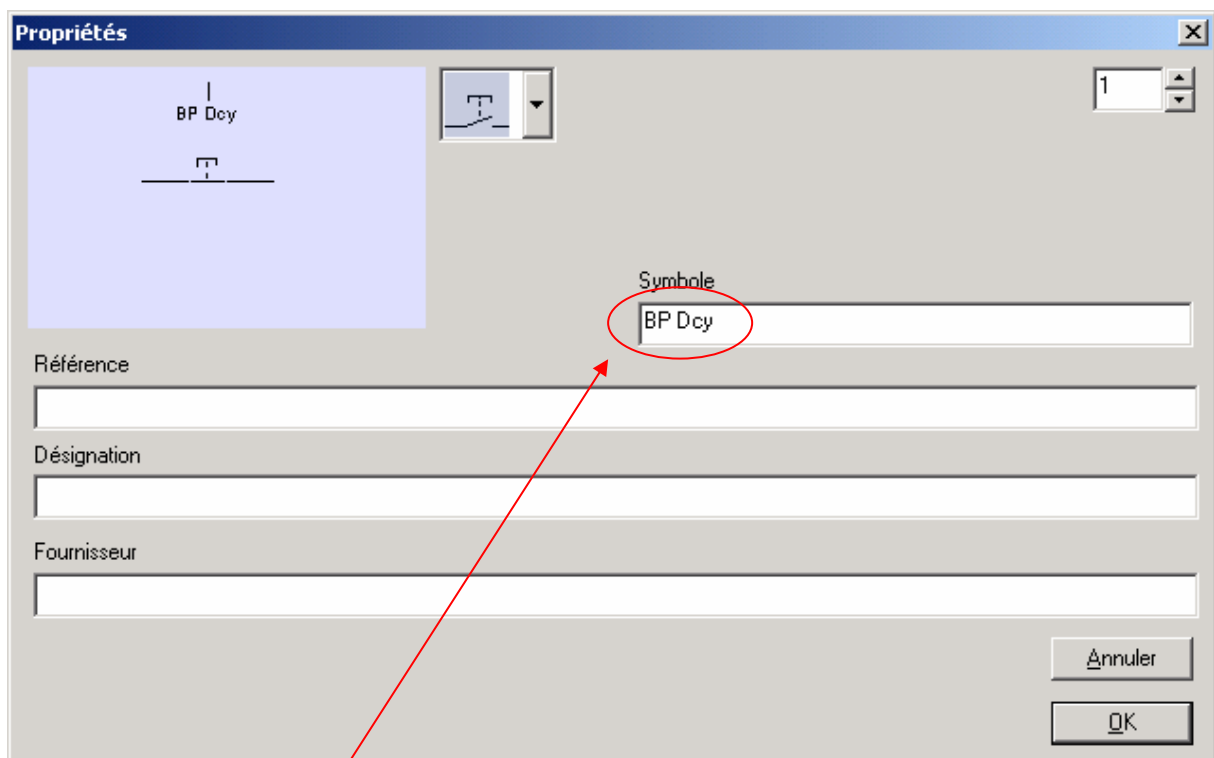 Propriétés
BP Dcy
1
Symbole
BP Dcy
Référence
Désignation
Fournisseur
Annuler
OK